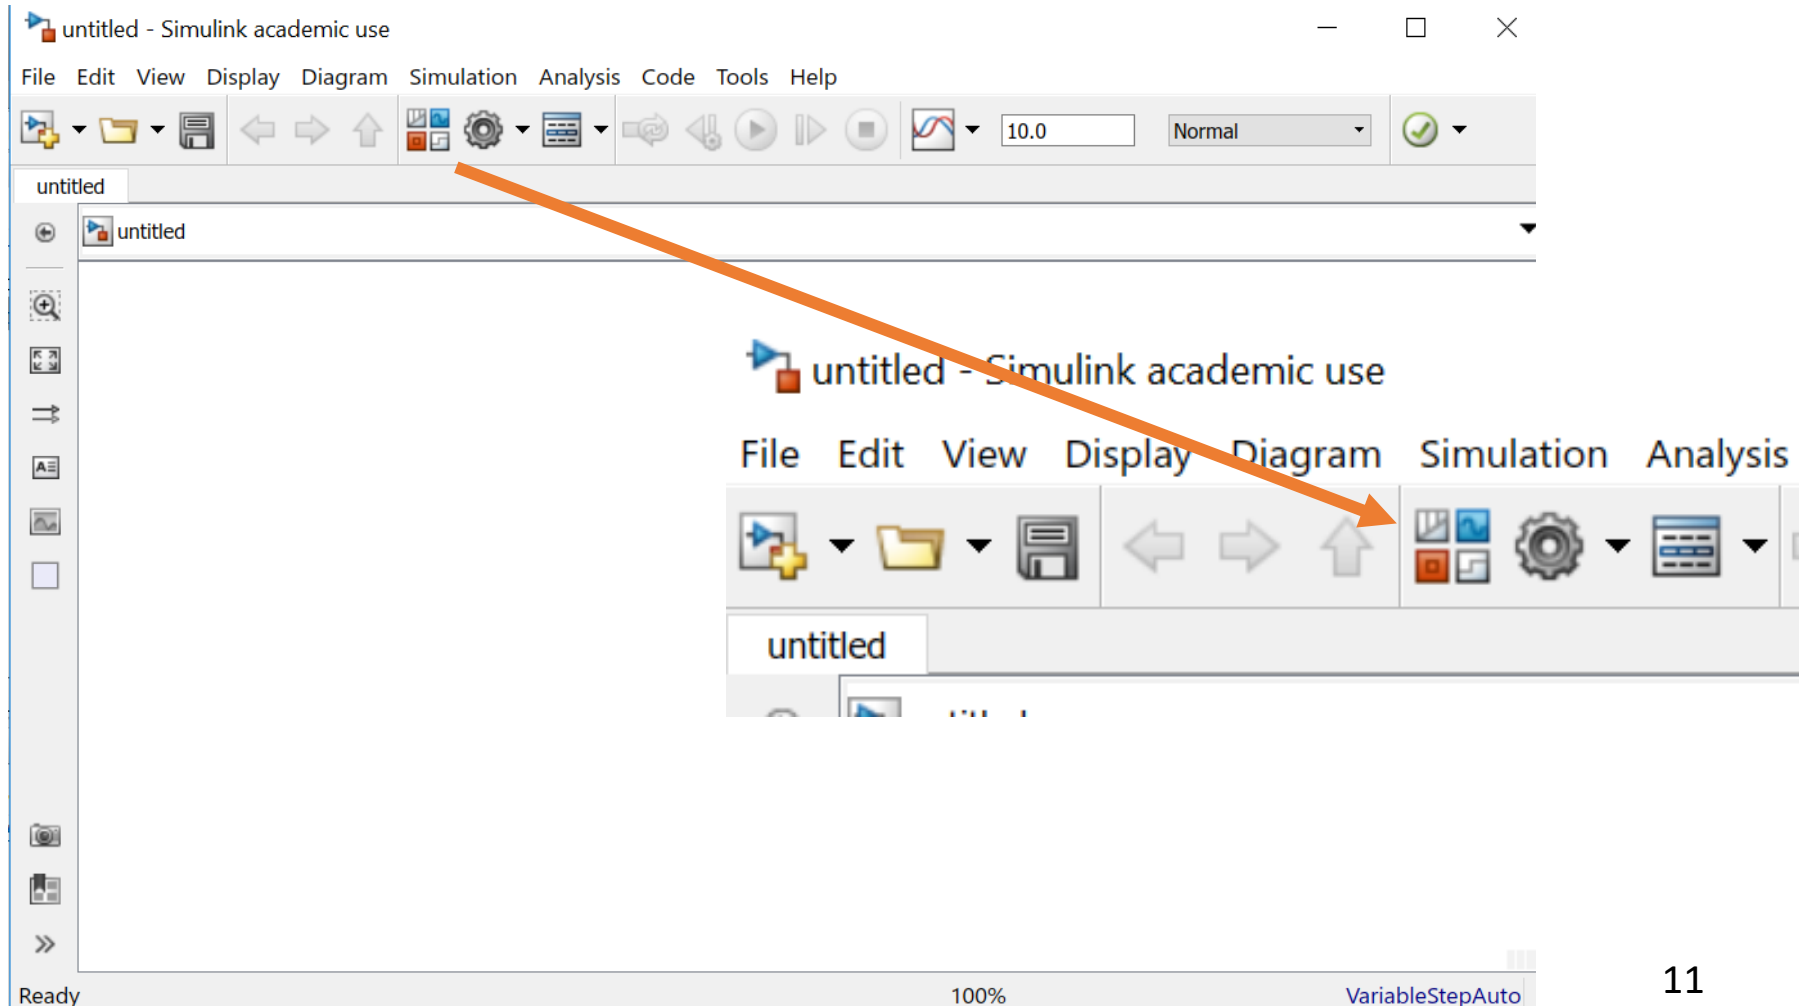 untitled - Simulink academic use
File Edit View Display Diagram Simulation Analysis Code Tools Help
10.0 Normal
untitled
untitled
untitled - Simulink academic use
File Edit View Display Diagram Simulation Analysis
untitled
Ready 100% VariableStepAuto
11